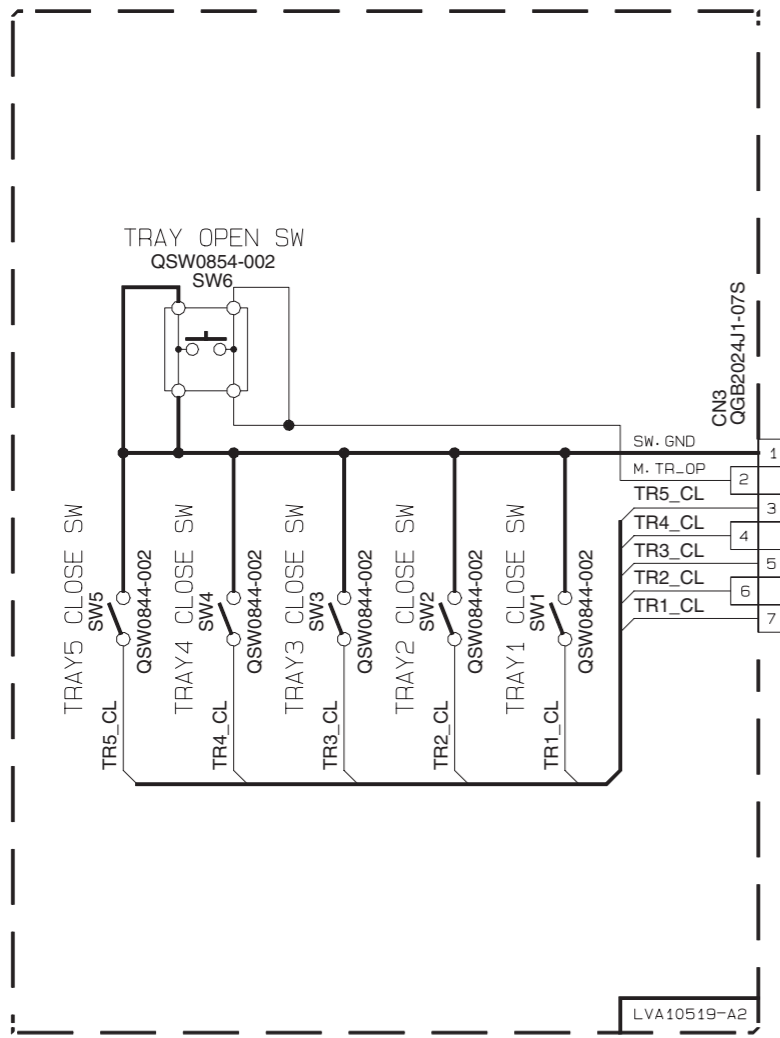 TRAY OPEN SW
QSW0854-002
SW6
CN3
QGB2024J1-07S
SW. GND
1
M. TR_OP
2
TR5_CL
3
TR4_CL
4
TR3_CL
5
TR2_CL
6
TR1_CL
7
TRAY5 CLOSE SW
SW5
QSW0844-002
TR5_CL
TRAY4 CLOSE SW
SW4
QSW0844-002
TR4_CL
TRAY3 CLOSE SW
SW3
QSW0844-002
TR3_CL
TRAY2 CLOSE SW
SW2
QSW0844-002
TR2_CL
TRAY1 CLOSE SW
SW1
QSW0844-002
TR1_CL
LVA10519-A2